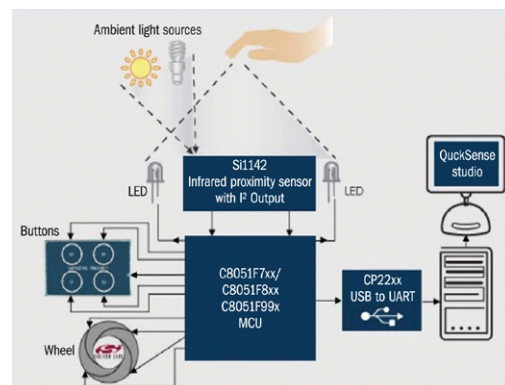 Ambient light sources
LED
Si1142
Infrared proximity sensor
with I² Output
LED
QuckSense
studio
Buttons
C8051F7xx/
C8051F8xx
C8051F99x
MCU
CP22xx
USB to UART
Wheel